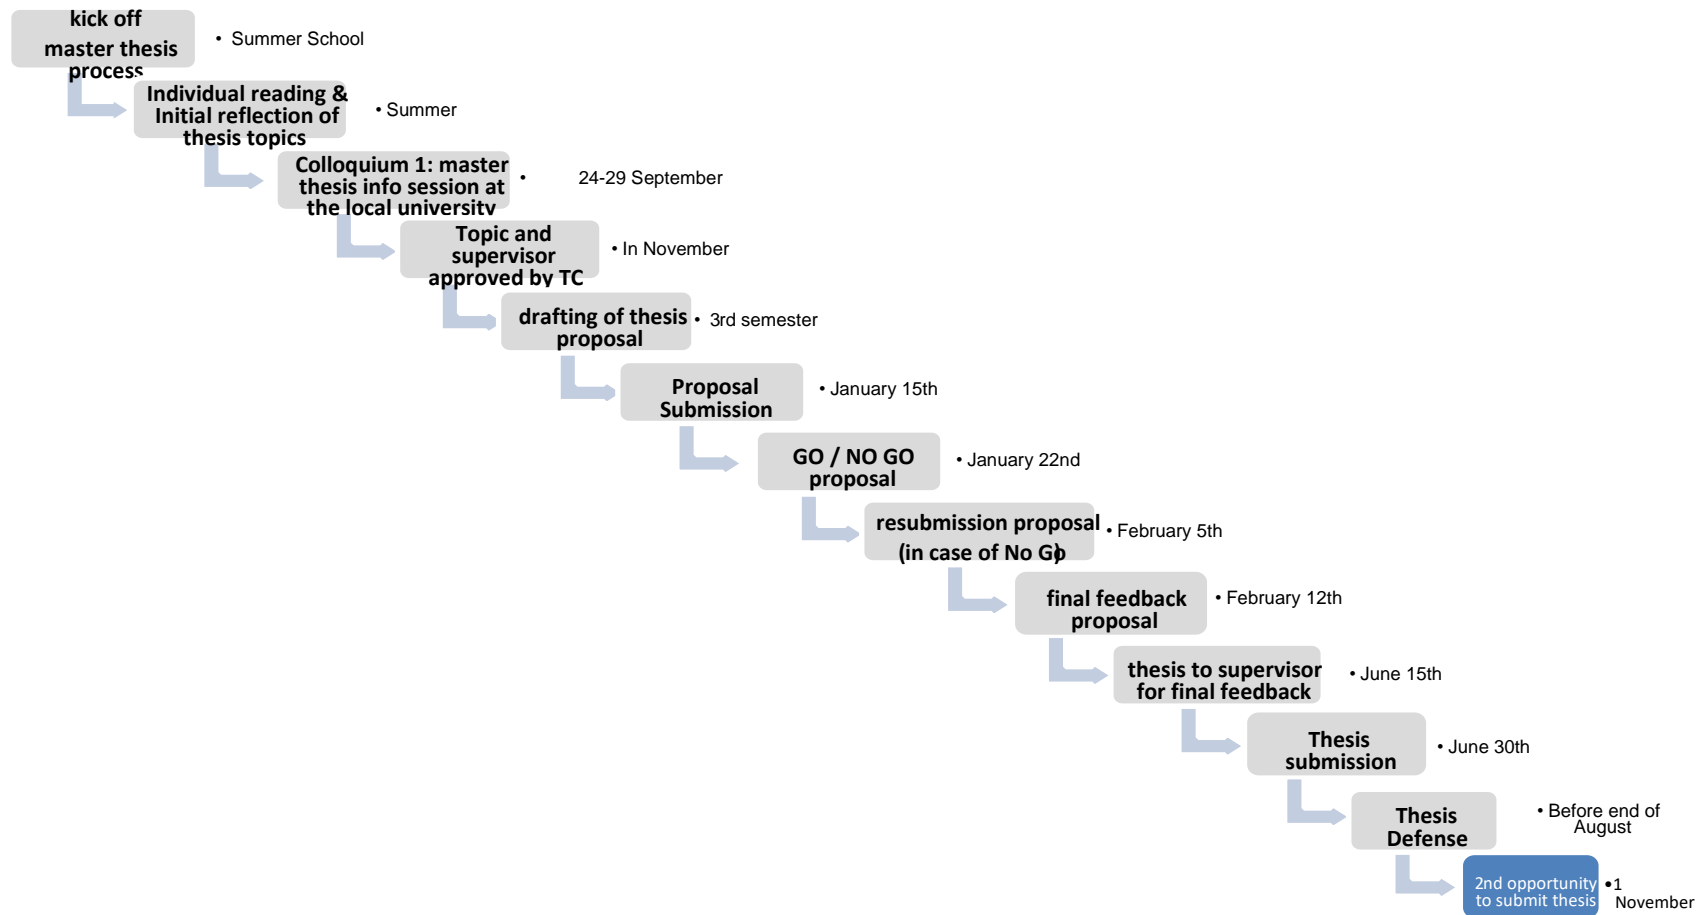 kick off
master thesis
process
• Summer School
Individual reading &
Initial reflection of
thesis topics
• Summer
Colloquium 1: master
thesis info session at
the local university
• 24-29 September
Topic and
supervisor
approved by TC
• In November
drafting of thesis
proposal
• 3rd semester
Proposal
Submission
• January 15th
GO / NO GO
proposal
• January 22nd
resubmission proposal
(in case of No Go)
• February 5th
final feedback
proposal
• February 12th
thesis to supervisor
for final feedback
• June 15th
Thesis
submission
• June 30th
Thesis
Defense
• Before end of
August
2nd opportunity
to submit thesis
•1
November